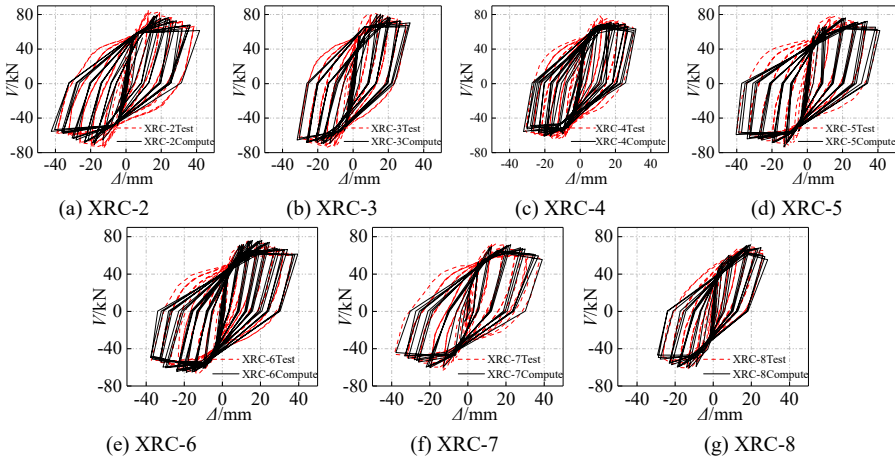 V/kN
80
40
0
-40
-80
XRC-2Test
XRC-2Compute
-40 -20 0 20 40
Δ/mm
(a) XRC-2
V/kN
80
40
0
-40
-80
XRC-3Test
XRC-3Compute
-40 -20 0 20 40
Δ/mm
(b) XRC-3
V/kN
80
40
0
-40
-80
XRC-4Test
XRC-4Compute
-40 -20 0 20 40
Δ/mm
(c) XRC-4
V/kN
80
40
0
-40
-80
XRC-5Test
XRC-5Compute
-40 -20 0 20 40
Δ/mm
(d) XRC-5
V/kN
80
40
0
-40
-80
XRC-6Test
XRC-6Compute
-40 -20 0 20 40
Δ/mm
(e) XRC-6
V/kN
80
40
0
-40
-80
XRC-7Test
XRC-7Compute
-40 -20 0 20 40
Δ/mm
(f) XRC-7
V/kN
80
40
0
-40
-80
XRC-8Test
XRC-8Compute
-40 -20 0 20 40
Δ/mm
(g) XRC-8